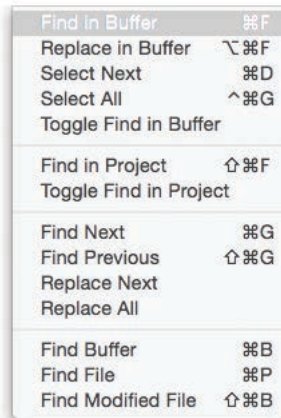 Find in Buffer ⌘F
Replace in Buffer ⌥⌘F
Select Next ⌘D
Select All ^⌘G
Toggle Find in Buffer
Find in Project ⇧⌘F
Toggle Find in Project
Find Next ⌘G
Find Previous ⇧⌘G
Replace Next
Replace All
Find Buffer ⌘B
Find File ⌘P
Find Modified File ⇧⌘B